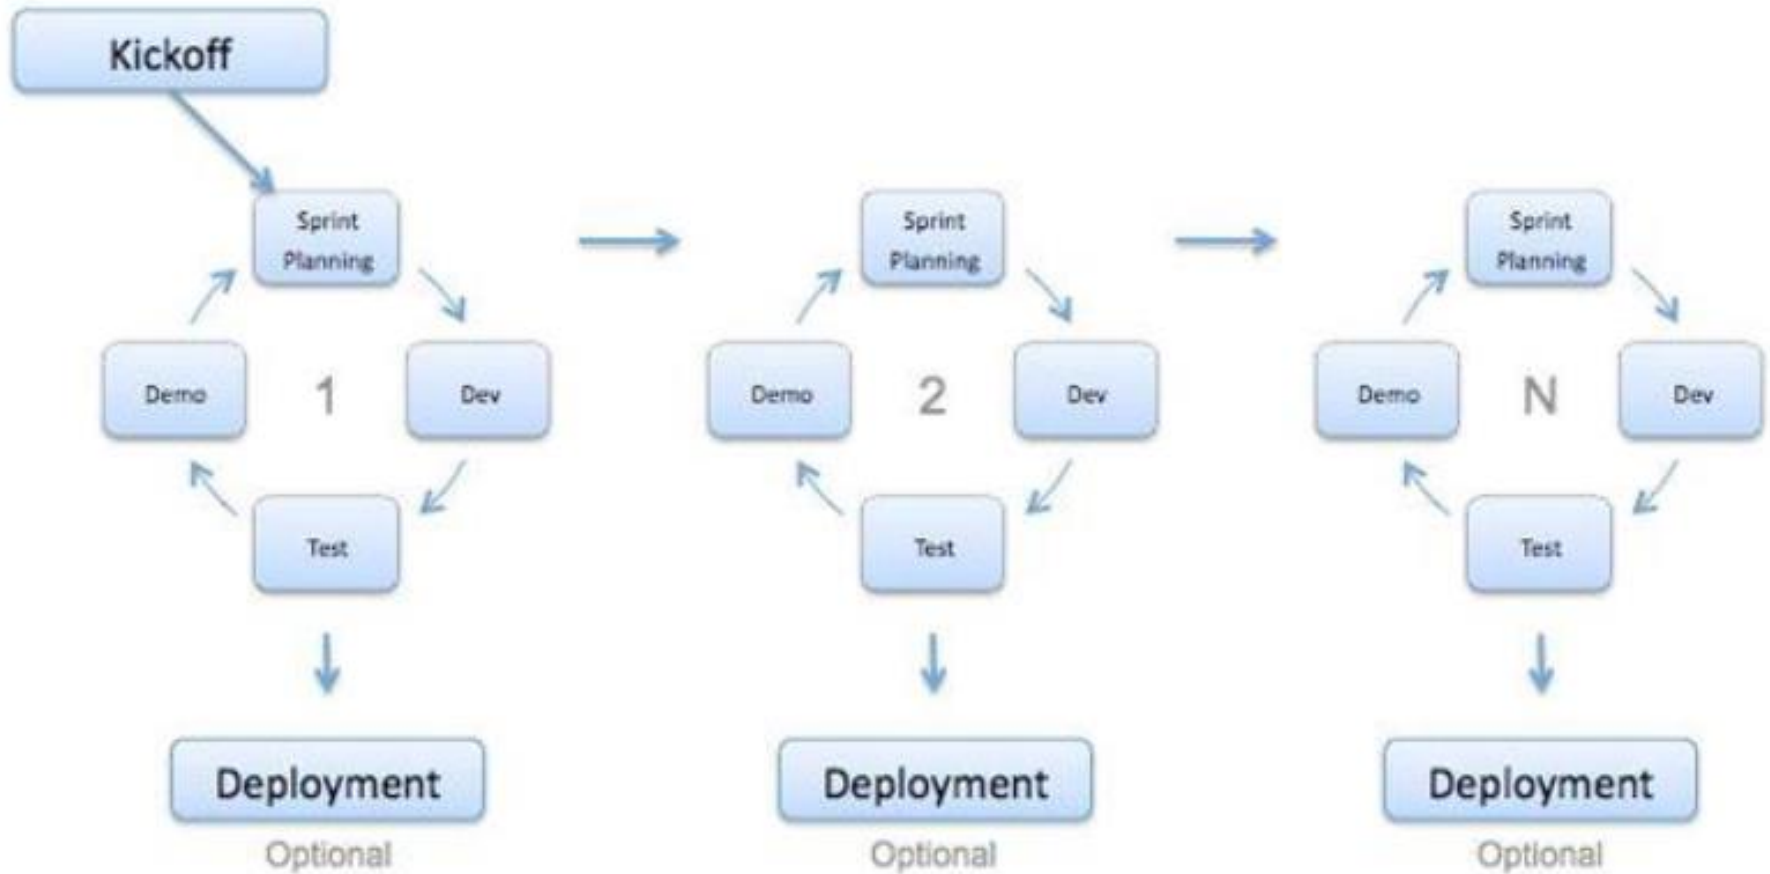 Kickoff
Sprint
Planning
Demo
1
Dev
Test
Deployment
Optional
Sprint
Planning
Demo
2
Dev
Test
Deployment
Optional
Sprint
Planning
Demo
N
Dev
Test
Deployment
Optional